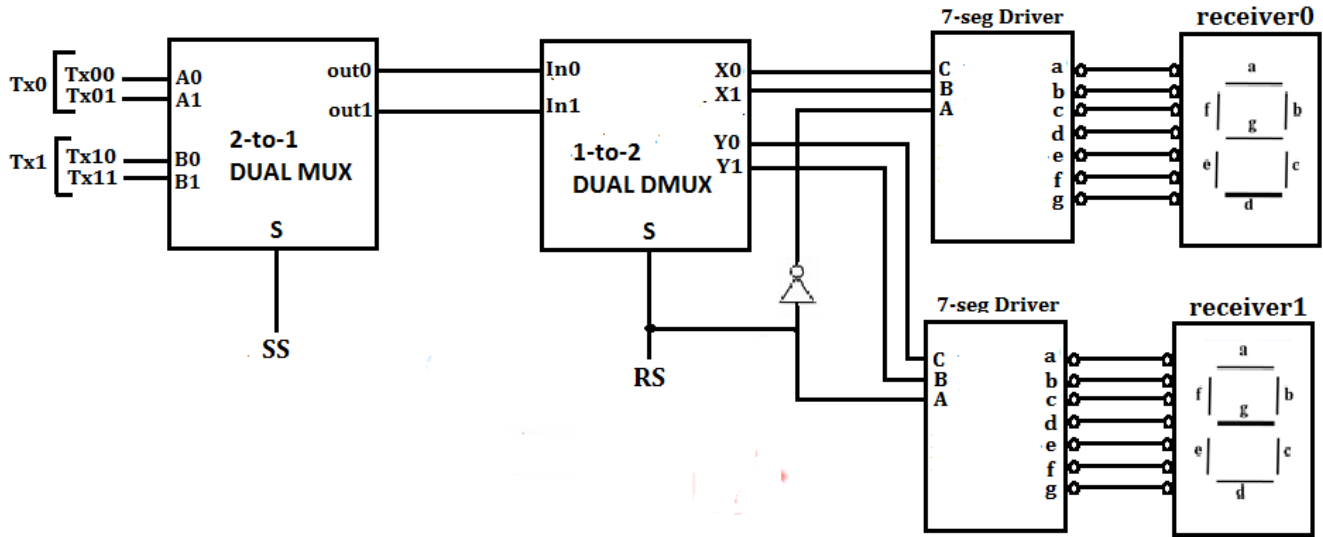 Tx0
Tx00
Tx01
Tx1
Tx10
Tx11
A0
A1
B0
B1
out0
out1
2-to-1
DUAL MUX
S
SS
In0
In1
X0
X1
Y0
Y1
1-to-2
DUAL DMUX
S
RS
7-seg Driver
C
B
A
a
b
c
d
e
f
g
receiver0
a
f
b
g
e
c
d
7-seg Driver
C
B
A
a
b
c
d
e
f
g
receiver1
a
f
b
g
e
c
d